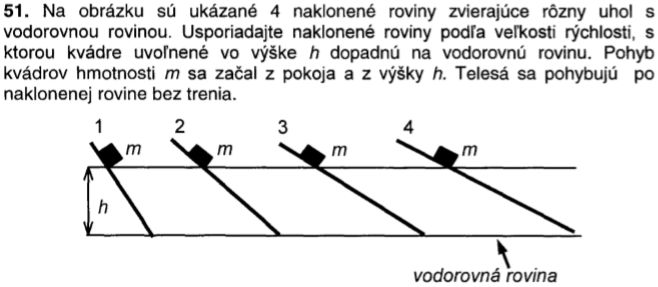 51. Na obrázku sú ukázané 4 naklonené roviny zvierajúce rôzny uhol s
vodorovnou rovinou. Usporiadajte naklonené roviny podľa veľkosti rýchlosti, s
ktorou kvádre uvoľnené vo výške h dopadnú na vodorovnú rovinu. Pohyb
kvádrov hmotnosti m sa začal z pokoja a z výšky h. Telesá sa pohybujú po
naklonenej rovine bez trenia.
1 2 3 4
m m m m
h
vodorovná rovina